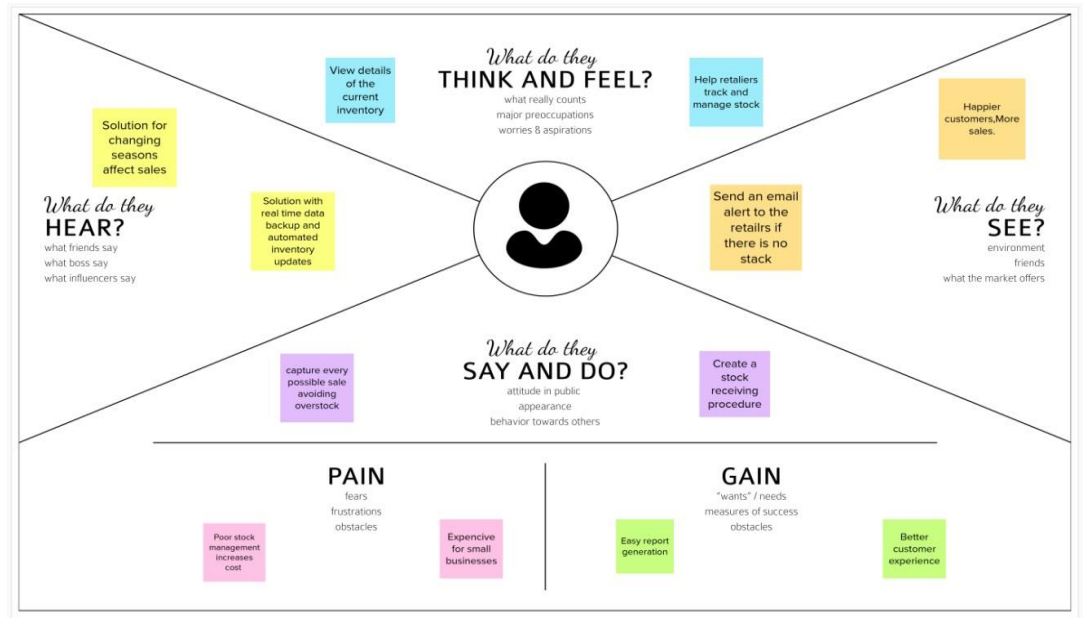 What do they
THINK AND FEEL?
what really counts
major preoccupations
worries & aspirations
View details
of the
current
inventory
Help retaliers
track and
manage stock
What do they
HEAR?
what friends say
what boss say
what influencers say
Solution for
changing
seasons
affect sales
Solution with
real time data
backup and
automated
inventory
updates
What do they
SEE?
environment
friends
what the market offers
Happier
customers,More
sales.
Send an email
alert to the
retailrs if
there is no
stack
What do they
SAY AND DO?
attitude in public
appearance
behavior towards others
capture every
possible sale
avoiding
overstock
Create a
stock
receiving
procedure
PAIN
fears
frustrations
obstacles
Poor stock
management
increases
cost
Expencive
for small
businesses
GAIN
"wants" / needs
measures of success
obstacles
Easy report
generation
Better
customer
experience